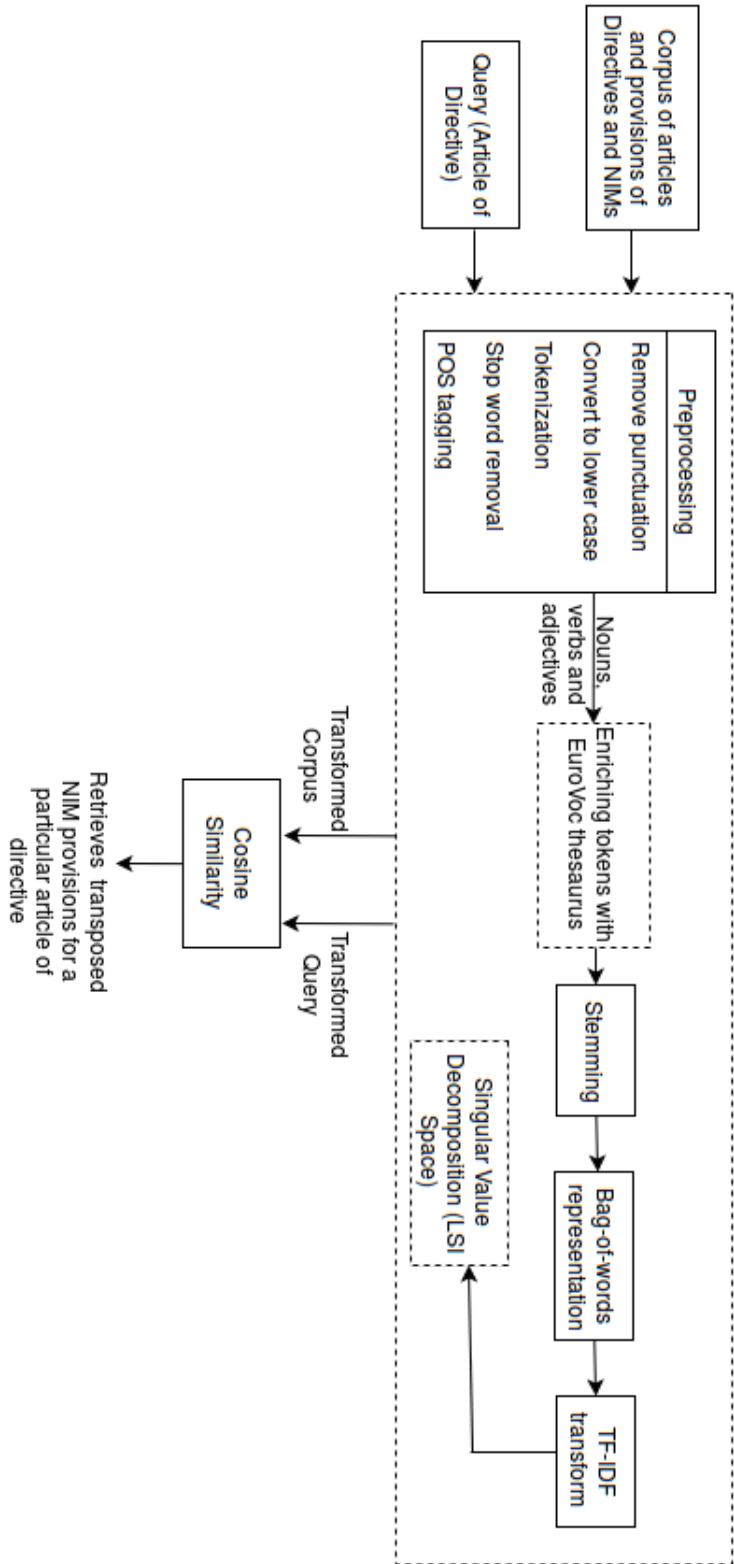 Corpus of articles
and provisions of
Directives and NIMs
Query (Article of
Directive)
Preprocessing
Remove punctuation
Convert to lower case
Tokenization
Stop word removal
POS tagging
Nouns,
verbs and
adjectives
Enriching tokens with
EuroVoc thesaurus
Stemming
Bag-of-words
representation
TF-IDF
transform
Singular Value
Decomposition (LSI
Space)
Transformed
Corpus
Transformed
Query
Cosine
Similarity
Retrieves transposed
NIM provisions for a
particular article of
directive